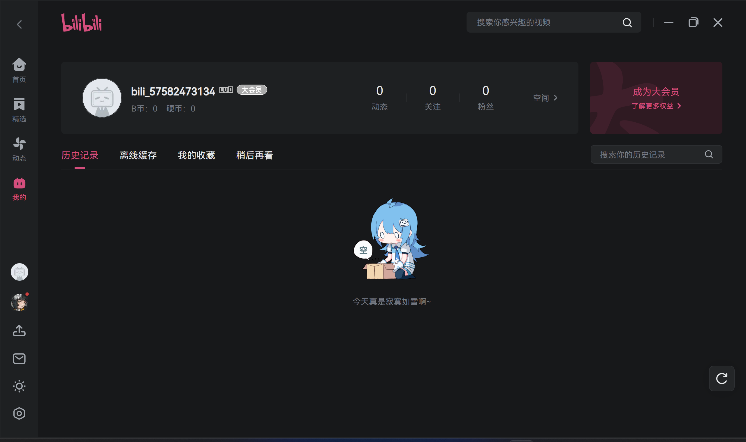 bilibili
搜索你感兴趣的视频
首页
精选
动态
我的
bili_57582473134
大会员
B币：0 硬币：0
0 0 0
动态 关注 粉丝
空间
成为大会员
了解更多权益
历史记录 离线缓存 我的收藏 稍后再看
搜索你的历史记录
空
今天真是寂寞如雪啊~